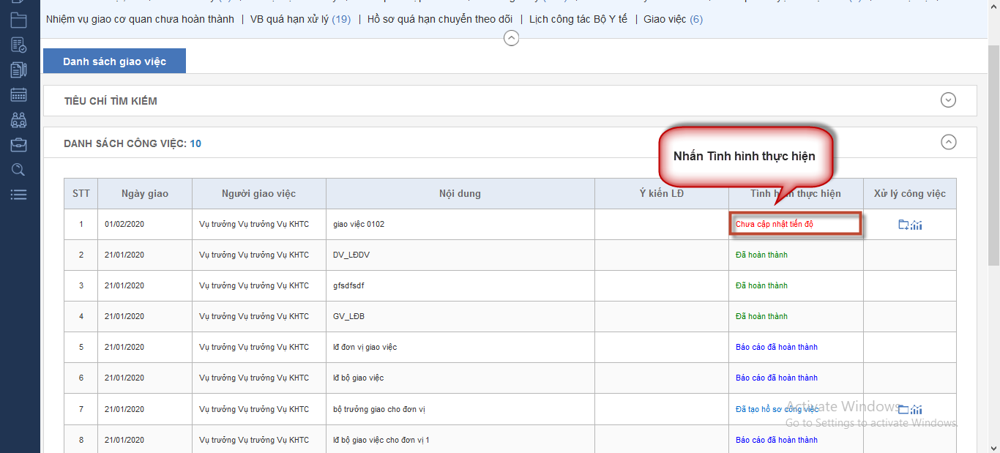 Nhiệm vụ giao cơ quan chưa hoàn thành | VB quá hạn xử lý (19) | Hồ sơ quá hạn chuyển theo dõi | Lịch công tác Bộ Y tế | Giao việc (6)
Danh sách giao việc
TIÊU CHÍ TÌM KIẾM
DANH SÁCH CÔNG VIỆC: 10
Nhấn Tình hình thực hiện
STT Ngày giao Người giao việc Nội dung Ý kiến LĐ Tình hình thực hiện Xử lý công việc
1 01/02/2020 Vụ trưởng Vụ trưởng Vụ KHTC giao việc 0102 Chưa cập nhật tiến độ
2 21/01/2020 Vụ trưởng Vụ trưởng Vụ KHTC DV_LĐDV Đã hoàn thành
3 21/01/2020 Vụ trưởng Vụ trưởng Vụ KHTC gfsdfsdf Đã hoàn thành
4 21/01/2020 Vụ trưởng Vụ trưởng Vụ KHTC GV_LĐB Đã hoàn thành
5 21/01/2020 Vụ trưởng Vụ trưởng Vụ KHTC lđ đơn vị giao việc Báo cáo đã hoàn thành
6 21/01/2020 Vụ trưởng Vụ trưởng Vụ KHTC lđ bộ giao việc Báo cáo đã hoàn thành
7 21/01/2020 Vụ trưởng Vụ trưởng Vụ KHTC bộ trưởng giao cho đơn vị Đã tạo hồ sơ công việc
8 21/01/2020 Vụ trưởng Vụ trưởng Vụ KHTC lđ bộ giao việc cho đơn vị 1 Báo cáo đã hoàn thành
Activate Windows
Go to Settings to activate Windows.